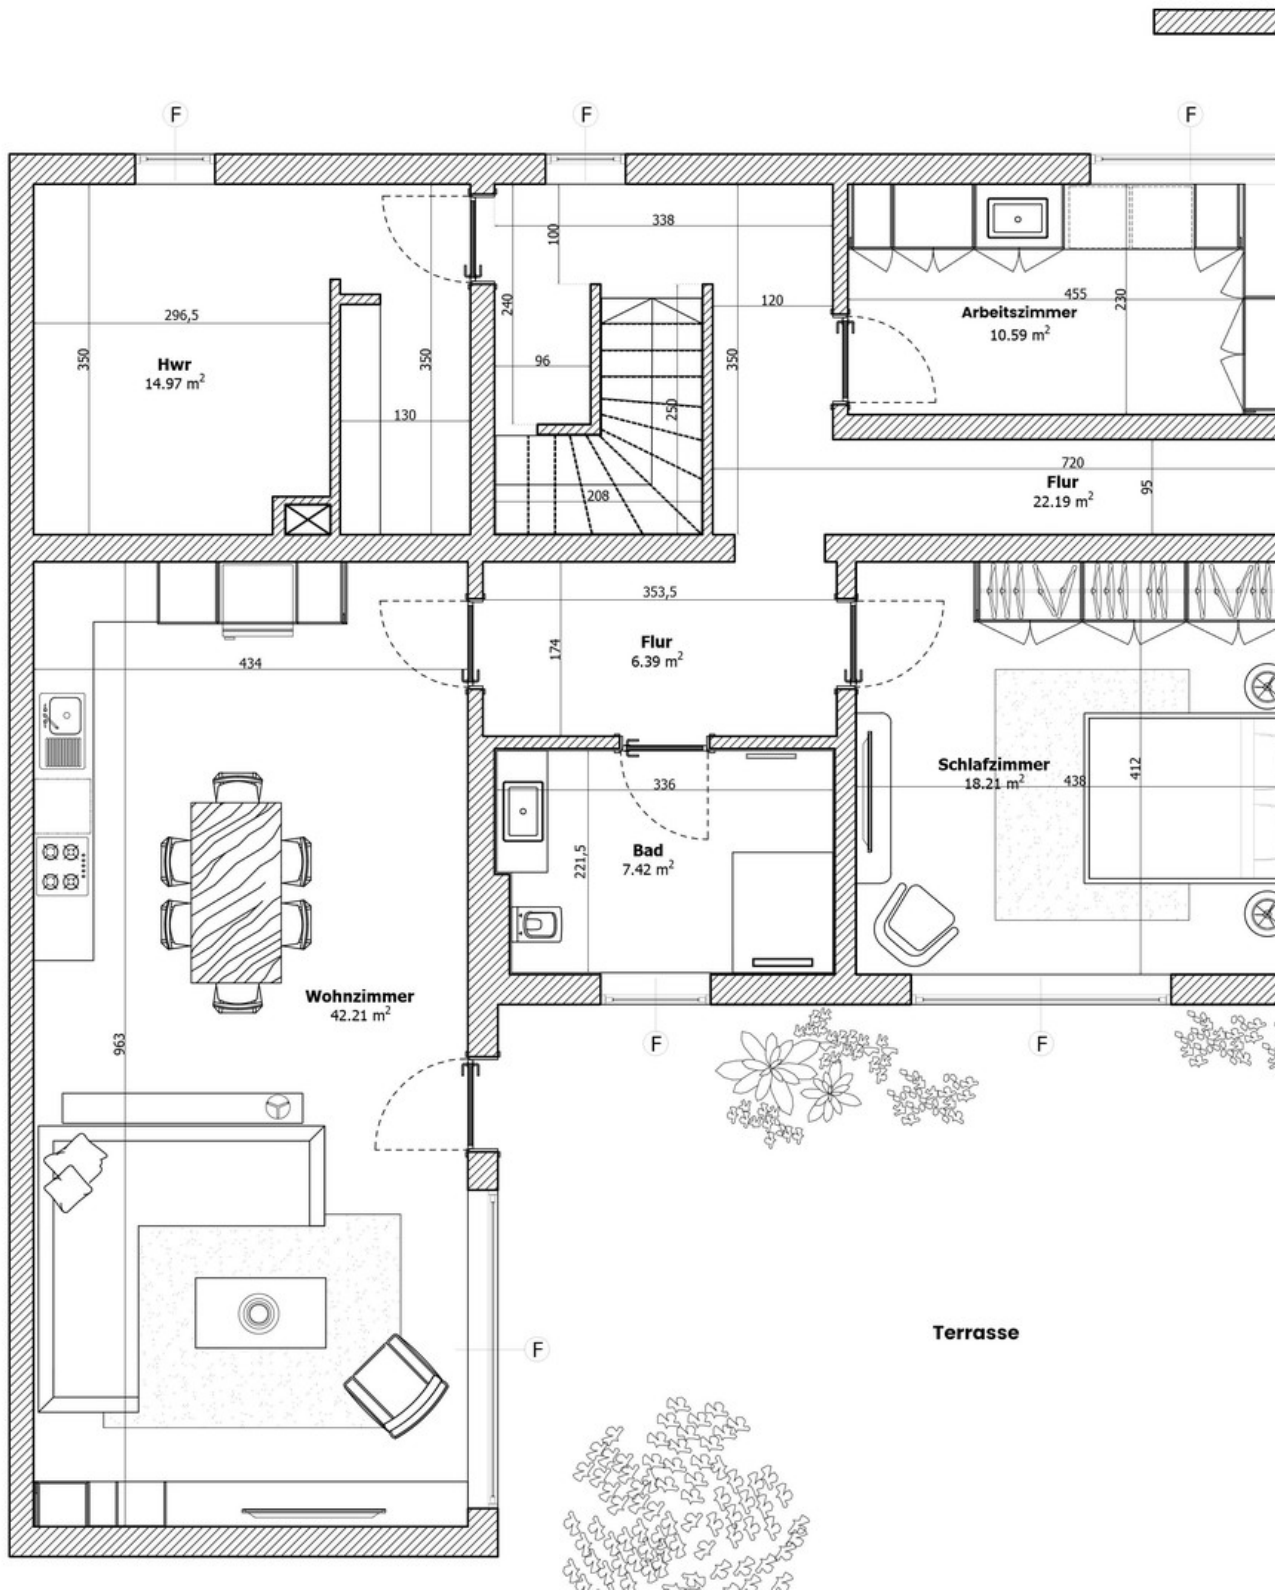 F
F
F
338
100
350
350
350
240
120
455
230
296,5
Arbeitszimmer
10.59 m²
Hwr
14.97 m²
96
130
250
720
95
Flur
22.19 m²
208
353,5
174
Flur
6.39 m²
434
Schlafzimmer
18.21 m²
438
412
336
221,5
Bad
7.42 m²
Wohnzimmer
42.21 m²
963
F
F
Terrasse
F